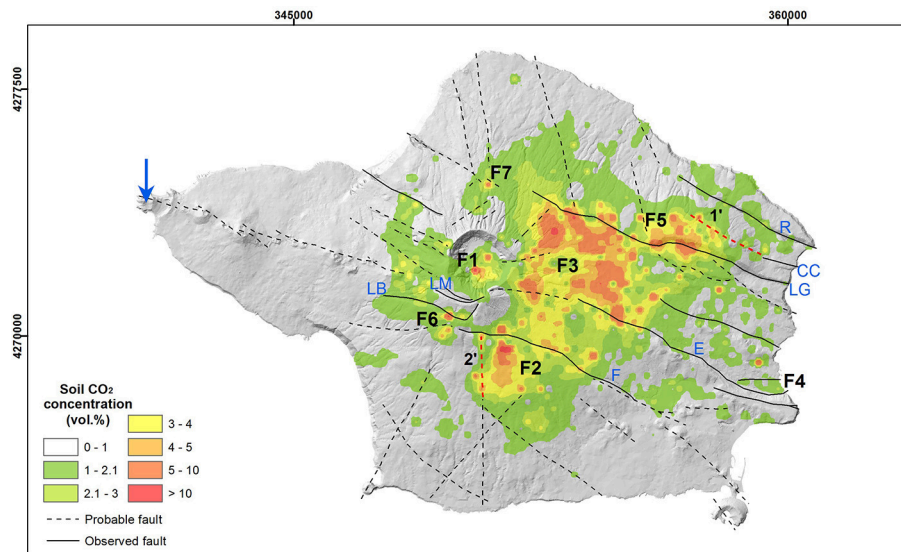 345000
360000
4277500
4270000
F7
F5
1'
R
F1
F3
CC
LM
LB
LG
F6
2'
F2
E
F
F4
Soil CO₂
concentration
(vol.%)
0 - 1
1 - 2.1
2.1 - 3
3 - 4
4 - 5
5 - 10
> 10
Probable fault
Observed fault